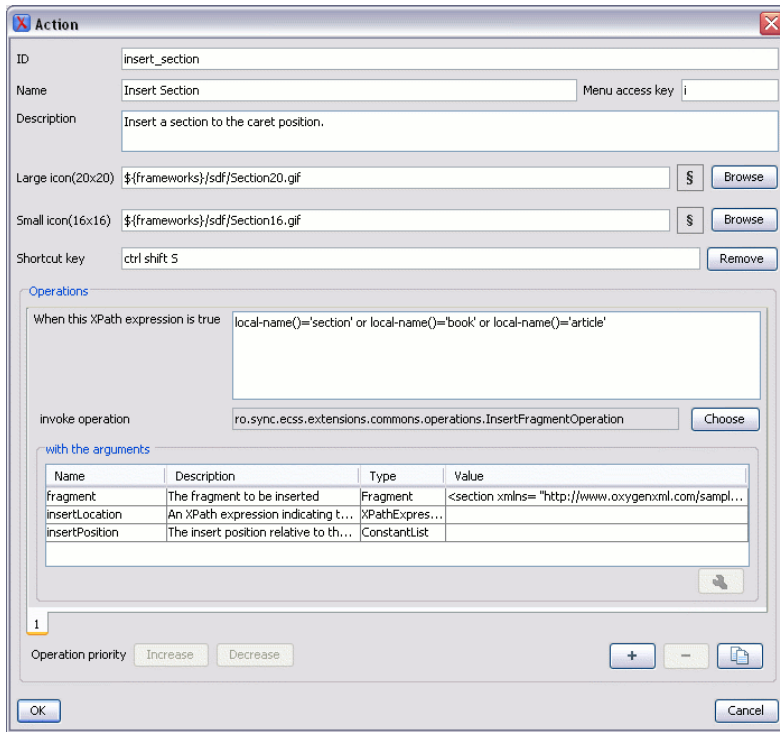 Action
ID insert_section
Name Insert Section Menu access key i
Description Insert a section to the caret position.
Large icon(20x20) ${frameworks}/sdf/Section20.gif § Browse
Small icon(16x16) ${frameworks}/sdf/Section16.gif § Browse
Shortcut key ctrl shift S Remove
Operations
When this XPath expression is true local-name()='section' or local-name()='book' or local-name()='article'
invoke operation ro.sync.ecss.extensions.commons.operations.InsertFragmentOperation Choose
with the arguments
Name Description Type Value
fragment The fragment to be inserted Fragment <section xmlns= "http://www.oxygenxml.com/sampl...
insertLocation An XPath expression indicating t... XPathExpres...
insertPosition The insert position relative to th... ConstantList
1
Operation priority Increase Decrease + −
OK Cancel